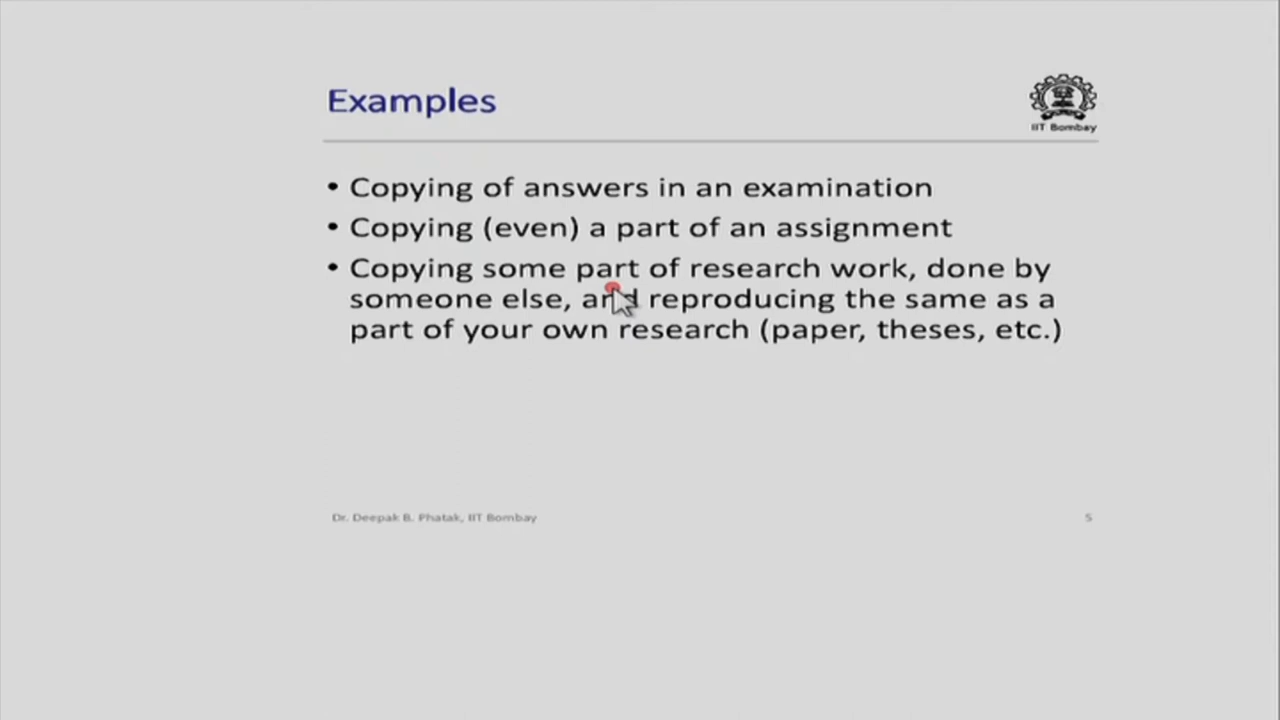 Examples
IIT Bombay
• Copying of answers in an examination
• Copying (even) a part of an assignment
• Copying some part of research work, done by
someone else, and reproducing the same as a
part of your own research (paper, theses, etc.)
Dr. Deepak B. Phatak, IIT Bombay
5